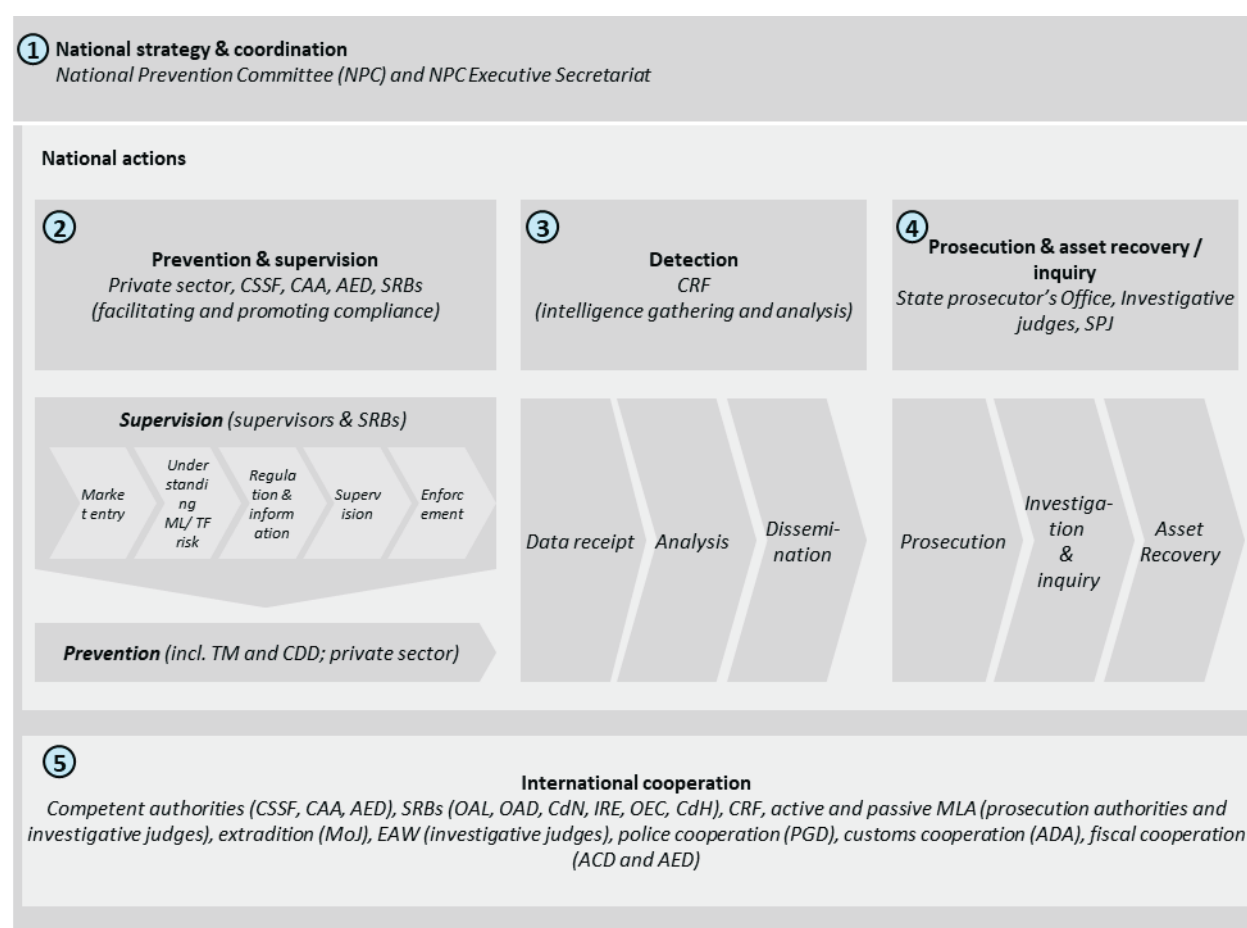 1 National strategy & coordination
National Prevention Committee (NPC) and NPC Executive Secretariat
National actions
2
Prevention & supervision
Private sector, CSSF, CAA, AED, SRBs
(facilitating and promoting compliance)
3
Detection
CRF
(intelligence gathering and analysis)
4
Prosecution & asset recovery /
inquiry
State prosecutor's Office, Investigative
judges, SPJ
Supervision (supervisors & SRBs)
Marke
t entry
Under
standi
ng
ML/ TF
risk
Regula
tion &
inform
ation
Superv
ision
Enforc
ement
Prevention (incl. TM and CDD; private sector)
Data receipt
Analysis
Dissemi-
nation
Prosecution
Investiga-
tion
&
inquiry
Asset
Recovery
5
International cooperation
Competent authorities (CSSF, CAA, AED), SRBs (OAL, OAD, CdN, IRE, OEC, CdH), CRF, active and passive MLA (prosecution authorities and
investigative judges), extradition (MoJ), EAW (investigative judges), police cooperation (PGD), customs cooperation (ADA), fiscal cooperation
(ACD and AED)